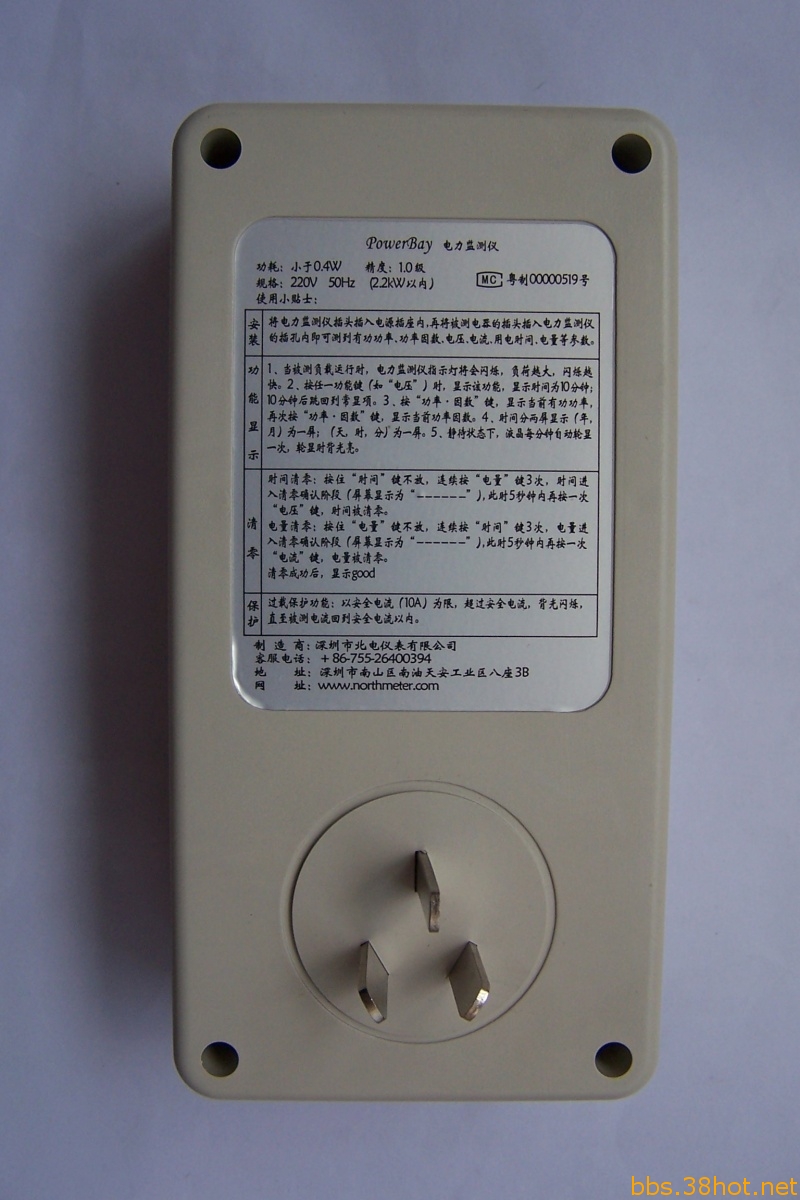 PowerBay 电力监测仪
功耗：小于0.4W 精度：1.0级
规格：220V 50Hz (2.2kW以内) MC 粤制00000519号
使用小贴士：
安装
将电力监测仪插头插入电源插座内,再将被测电器的插头插入电力监测仪
的插孔内即可测到有功功率、功率因数、电压、电流、用电时间、电量等参数。
功能显示
1、当被测负载运行时，电力监测仪指示灯将会闪烁，负荷越大，闪烁越
快。2、按任一功能键（如“电压”）时，显示该功能，显示时间为10分钟；
10分钟后跳回到常显项。3、按“功率·因数”键，显示当前有功功率，
再次按“功率·因数”键，显示当前功率因数。4、时间分两屏显示（年，
月）为一屏；（天，时，分）为一屏。5、静待状态下，液晶每分钟自动轮显
一次，轮显时背光亮。
清零
时间清零：按住“时间”键不放，连续按“电量”键3次，时间进
入清零确认阶段（屏幕显示为“------”）,此时5秒钟内再按一次
“电压”键，时间被清零。
电量清零：按住“电量”键不放，连续按“时间”键3次，电量进
入清零确认阶段（屏幕显示为“------”）,此时5秒钟内再按一次
“电流”键，电量被清零。
清零成功后，显示good
保护
过载保护功能：以安全电流（10A）为限，超过安全电流，背光闪烁，
直至被测电流回到安全电流以内。
制 造 商：深圳市北电仪表有限公司
客服电话：+86-755-26400394
地 址：深圳市南山区南油天安工业区八座3B
网 址：www.northmeter.com
bbs.38hot.net